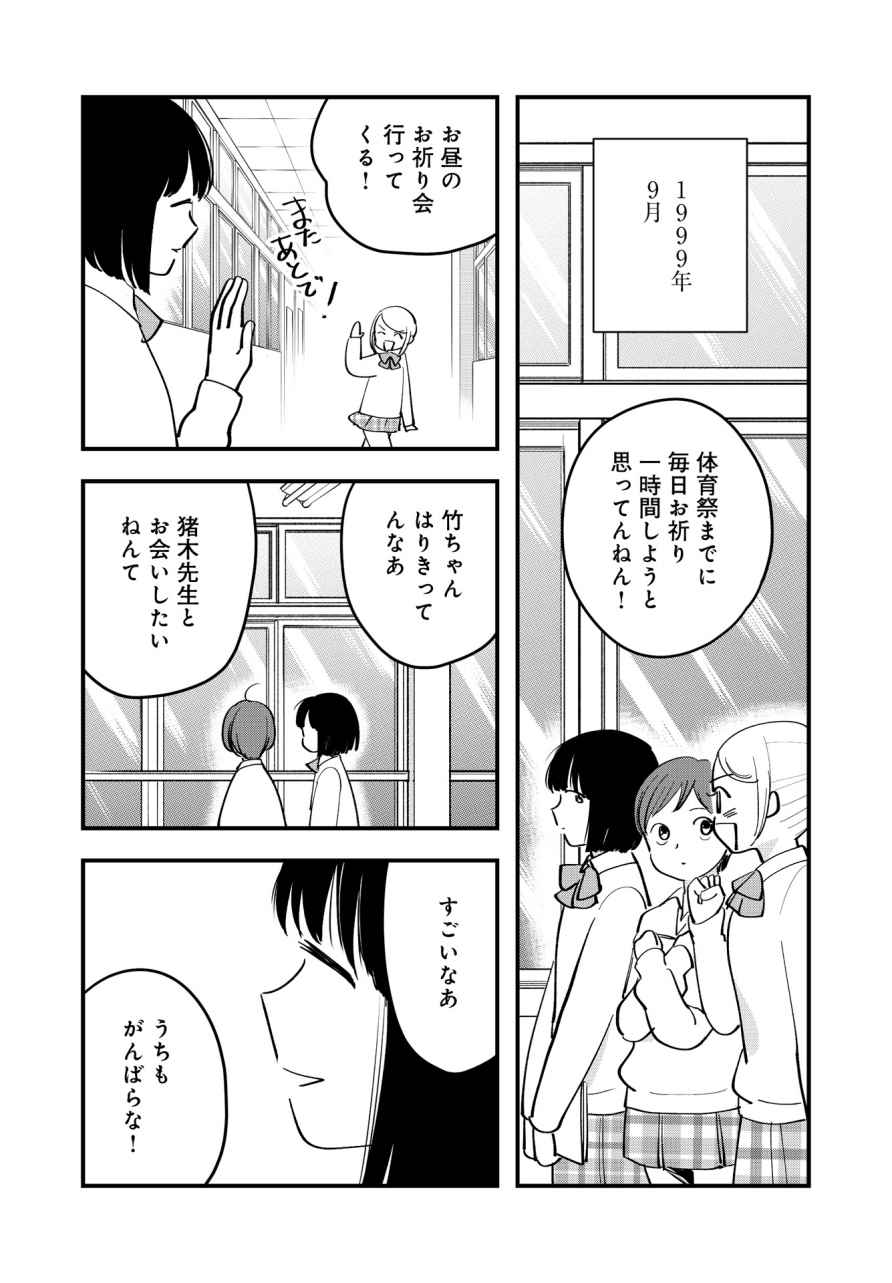 1999年
9月
体育祭までに
毎日お祈り
一時間しようと
思ってんねん！
お昼の
お祈り会
行って
くる！
また
あとで！
竹ちゃん
はりきって
んなあ
猪木先生と
お会いしたい
ねんて
すごいなあ
うちも
がんばらな！